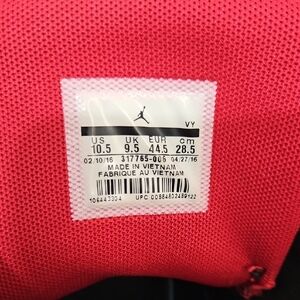 VY
US UK EUR cm
10.5 9.5 44.5 28.5
02/10/16 317765-005 04/27/16
MADE IN VIETNAM
FABRIQUE AU VIETNAM